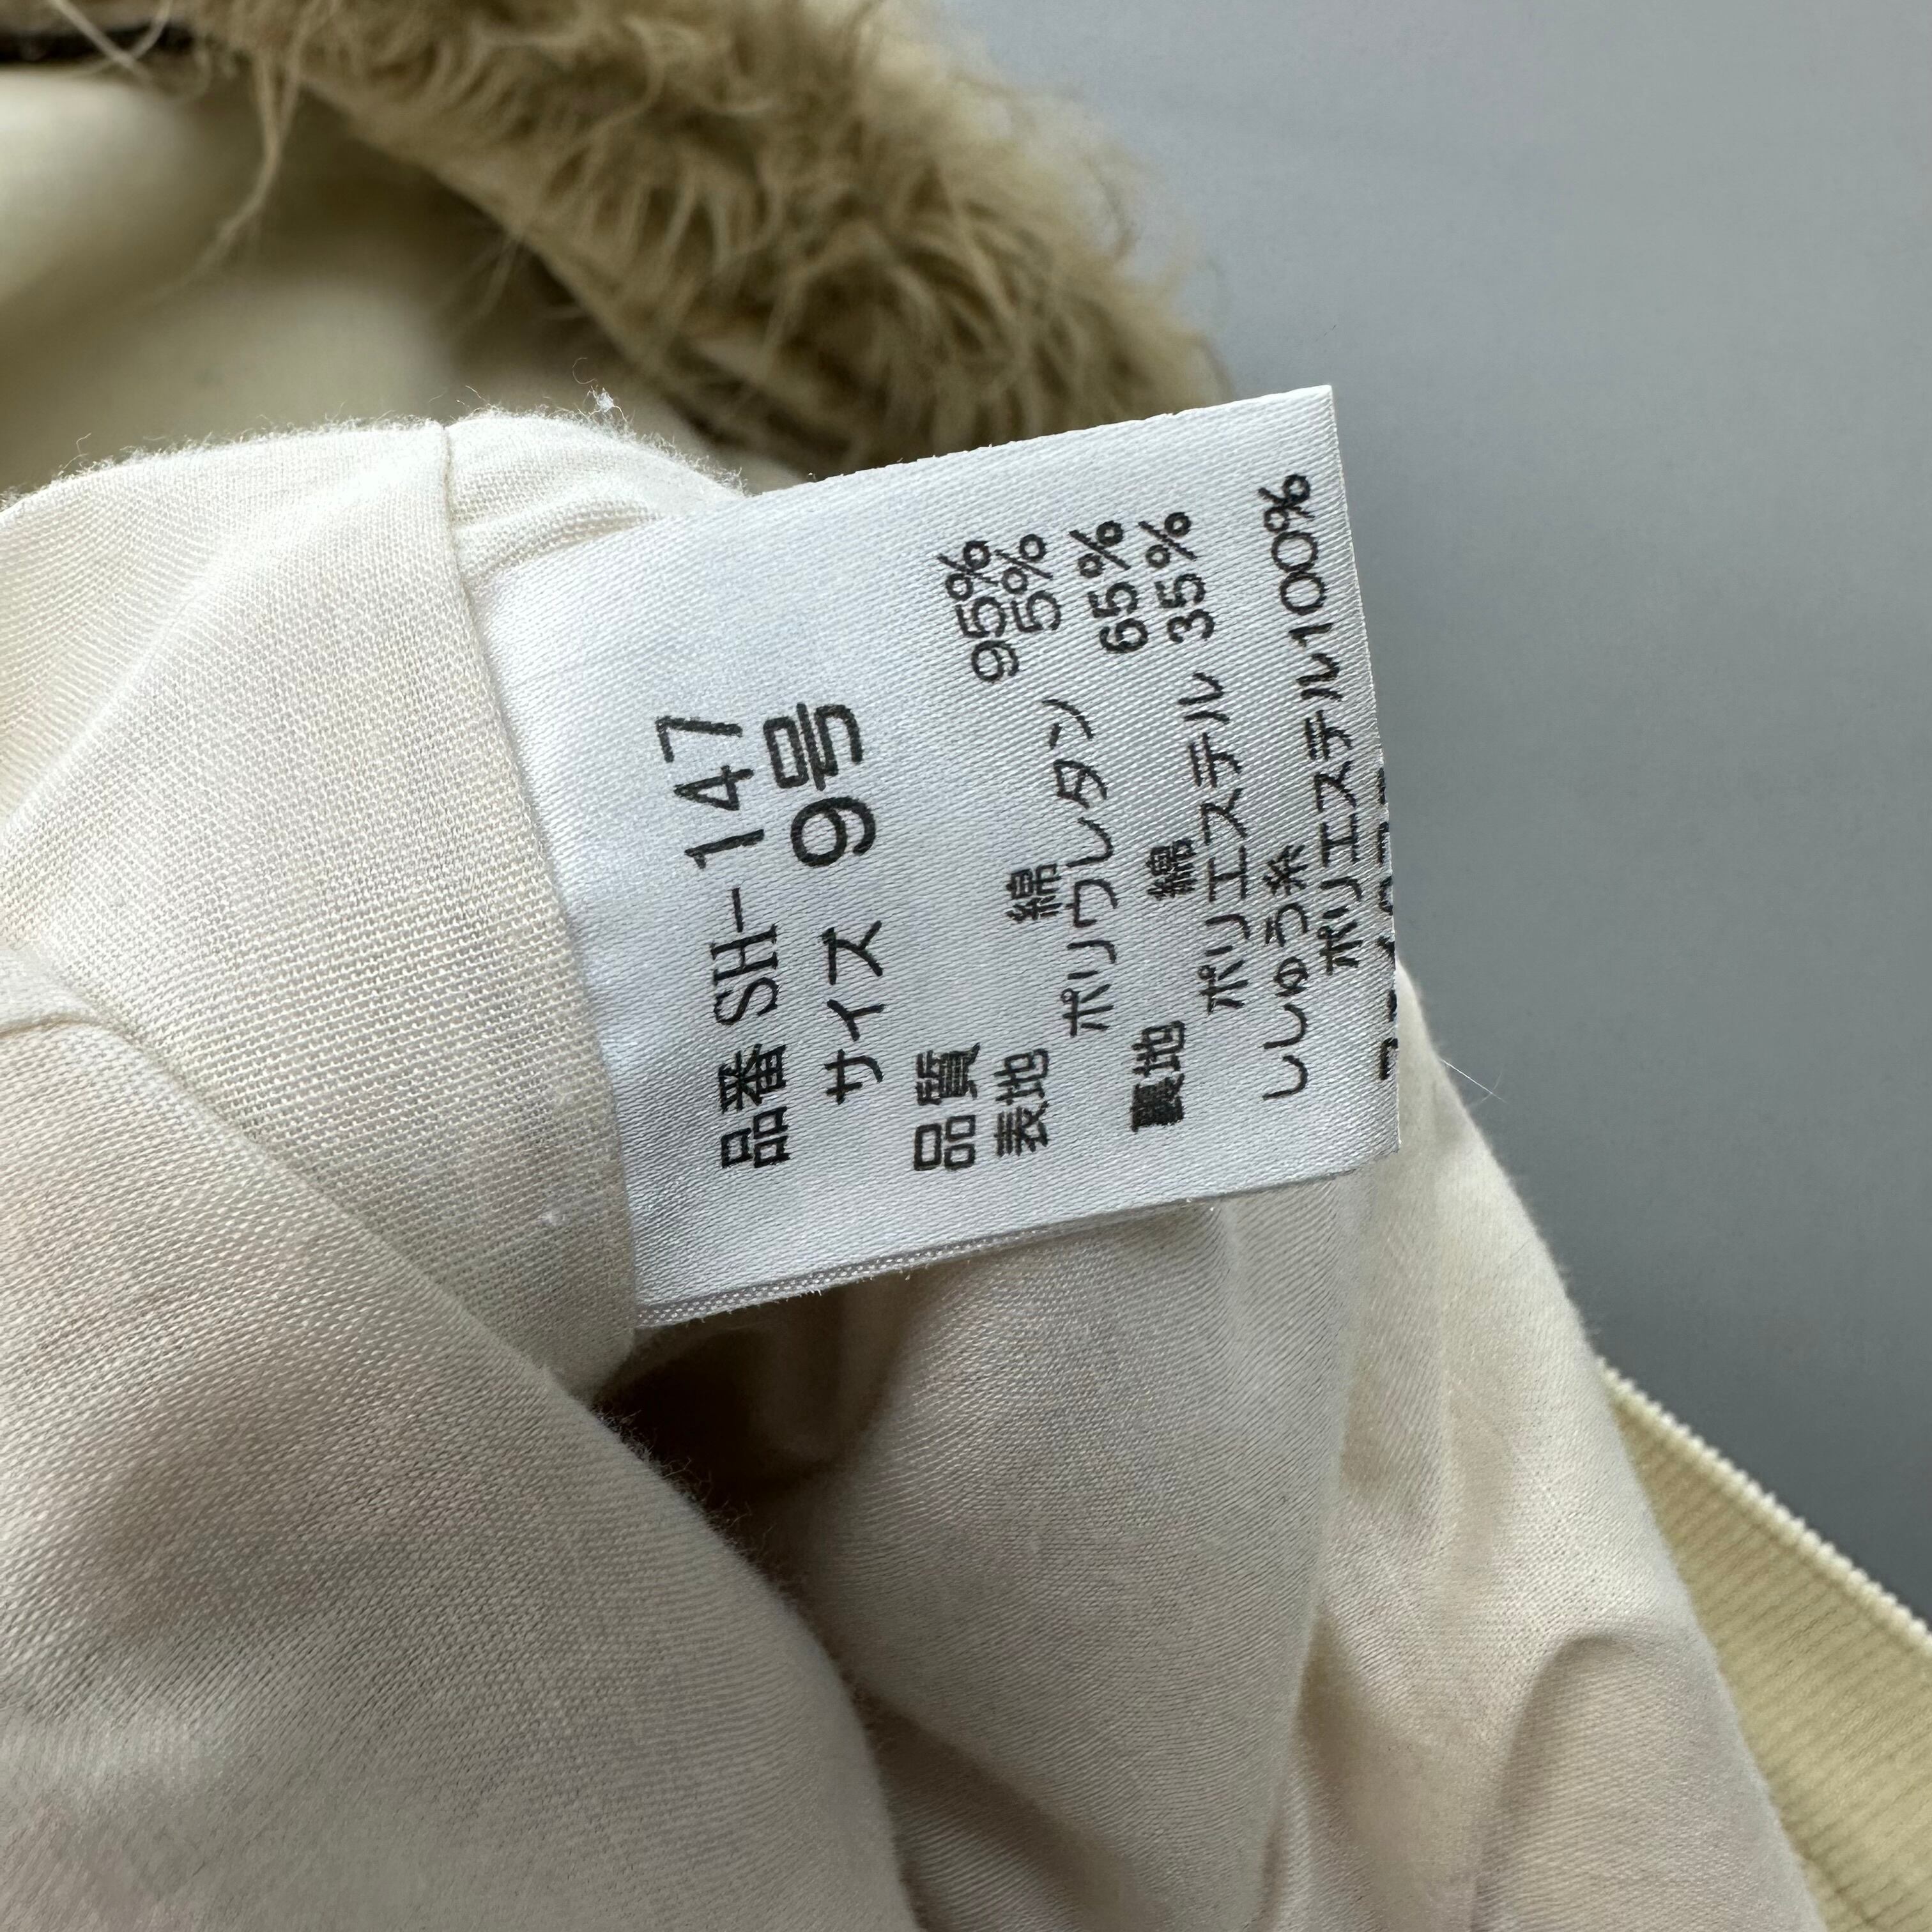 品番 SH-147
サイズ 9号
品質
表地
綿 95%
ポリウレタン 5%
裏地
綿 65%
ポリエステル 35%
ししゅう糸
ポリエステル100%